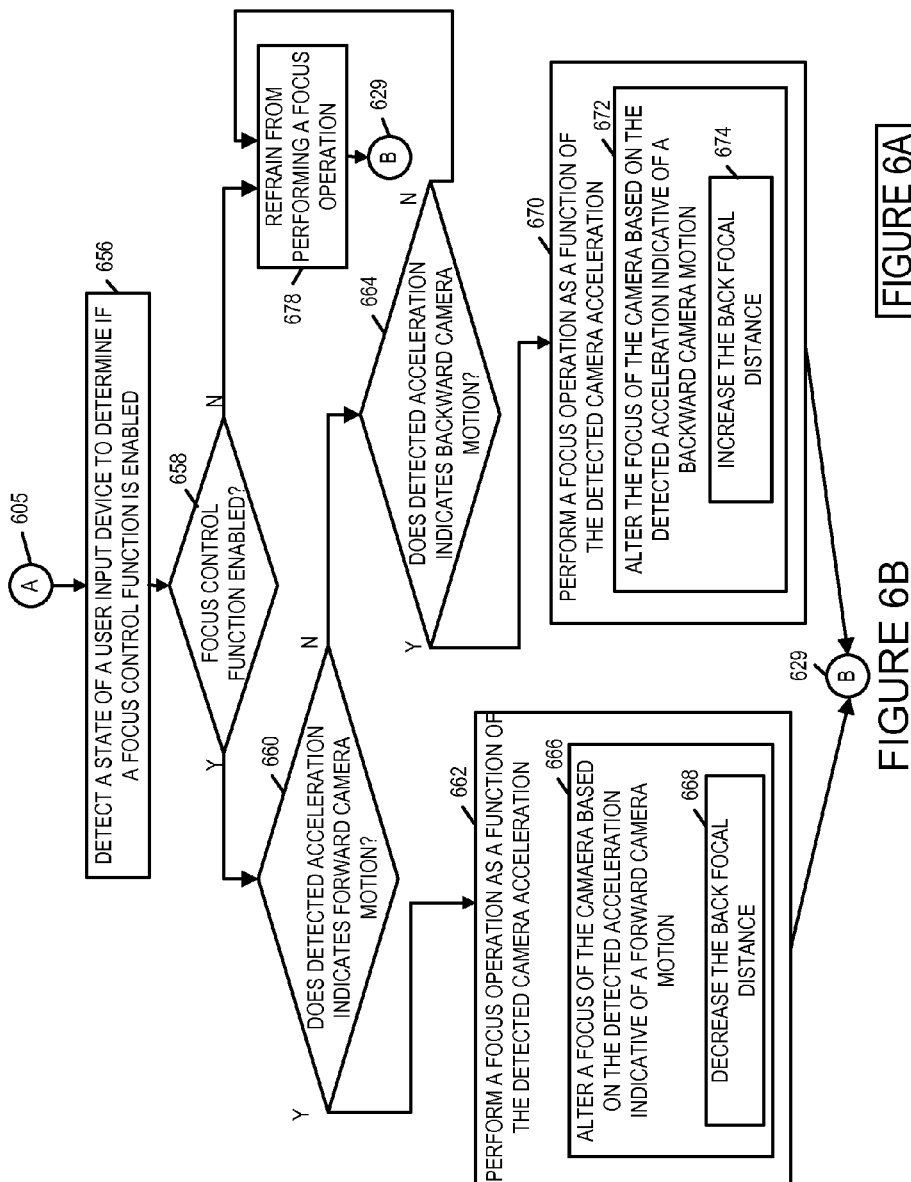 A
605
DETECT A STATE OF A USER INPUT DEVICE TO DETERMINE IF
A FOCUS CONTROL FUNCTION IS ENABLED
656
FOCUS CONTROL
FUNCTION ENABLED?
658
Y
N
REFRAIN FROM
PERFORMING A FOCUS
OPERATION
678
B
629
DOES DETECTED ACCELERATION
INDICATES FORWARD CAMERA
MOTION?
660
Y
N
DOES DETECTED ACCELERATION
INDICATES BACKWARD CAMERA
MOTION?
664
Y
N
PERFORM A FOCUS OPERATION AS A FUNCTION OF
THE DETECTED CAMERA ACCELERATION
662
ALTER A FOCUS OF THE CAMAERA BASED
ON THE DETECTED ACCELERATION
INDICATIVE OF A FORWARD CAMERA
MOTION
666
DECREASE THE BACK FOCAL
DISTANCE
668
PERFORM A FOCUS OPERATION AS A FUNCTION OF
THE DETECTED CAMERA ACCELERATION
670
ALTER THE FOCUS OF THE CAMERA BASED ON THE
DETECTED ACCELERATION INDICATIVE OF A
BACKWARD CAMERA MOTION
672
INCREASE THE BACK FOCAL
DISTANCE
674
629
B
FIGURE 6B
FIGURE 6A